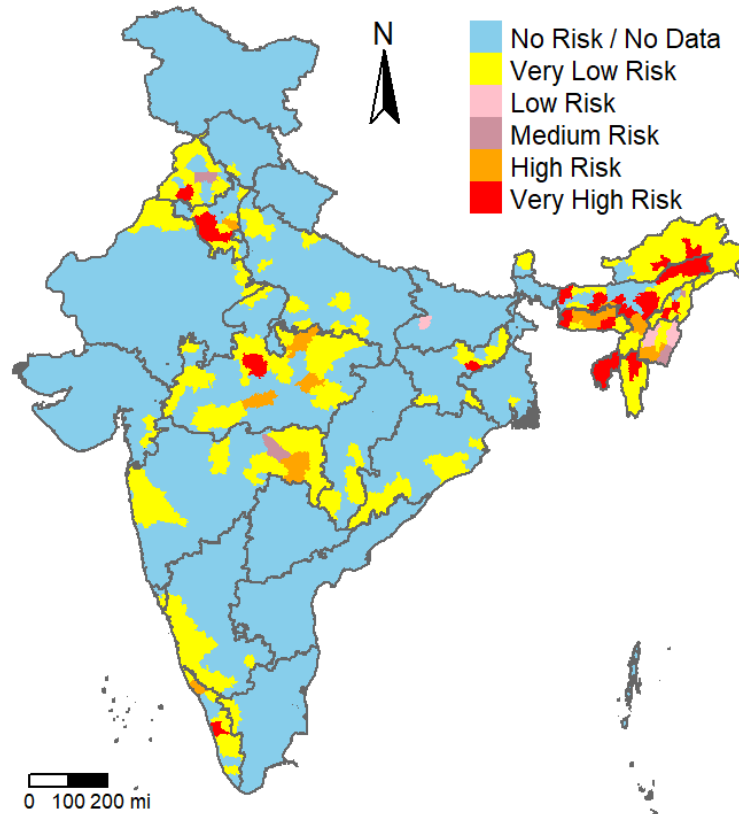 N
No Risk / No Data
Very Low Risk
Low Risk
Medium Risk
High Risk
Very High Risk
0 100 200 mi